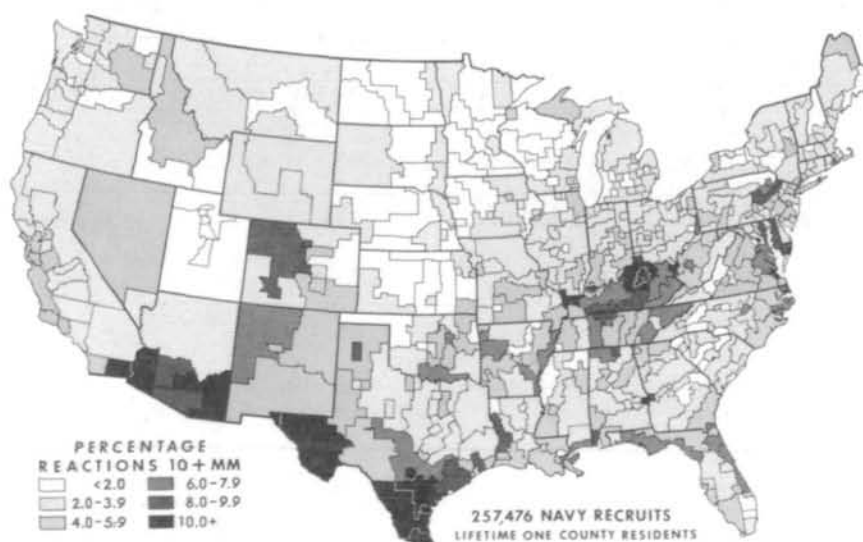 PERCENTAGE
REACTIONS 10+MM
<2.0
2.0-3.9
4.0-5.9
6.0-7.9
8.0-9.9
10.0+
257,476 NAVY RECRUITS
LIFETIME ONE COUNTY RESIDENTS